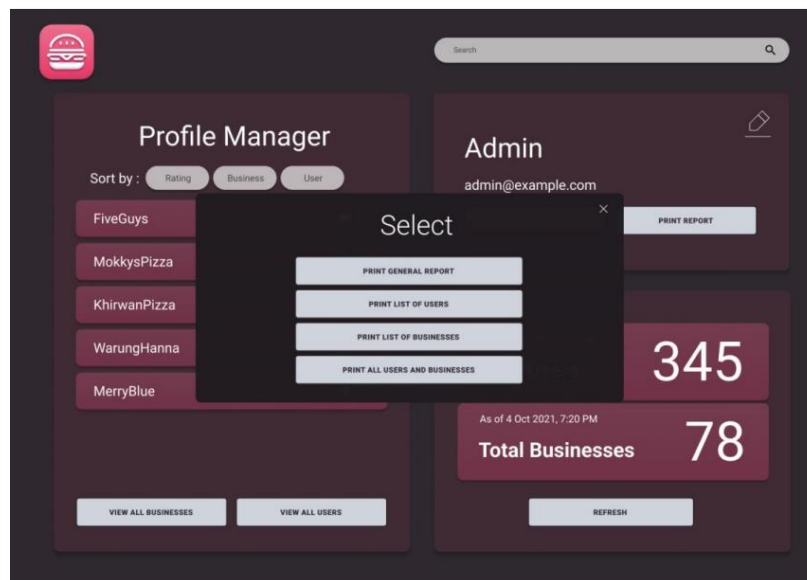 Search
Profile Manager
Sort by : Rating Business User
FiveGuys
MokkysPizza
KhirwanPizza
WarungHanna
MerryBlue
VIEW ALL BUSINESSES VIEW ALL USERS
Admin
admin@example.com
PRINT REPORT
Select
PRINT GENERAL REPORT
PRINT LIST OF USERS
PRINT LIST OF BUSINESSES
PRINT ALL USERS AND BUSINESSES
345
As of 4 Oct 2021, 7:20 PM
Total Businesses 78
REFRESH